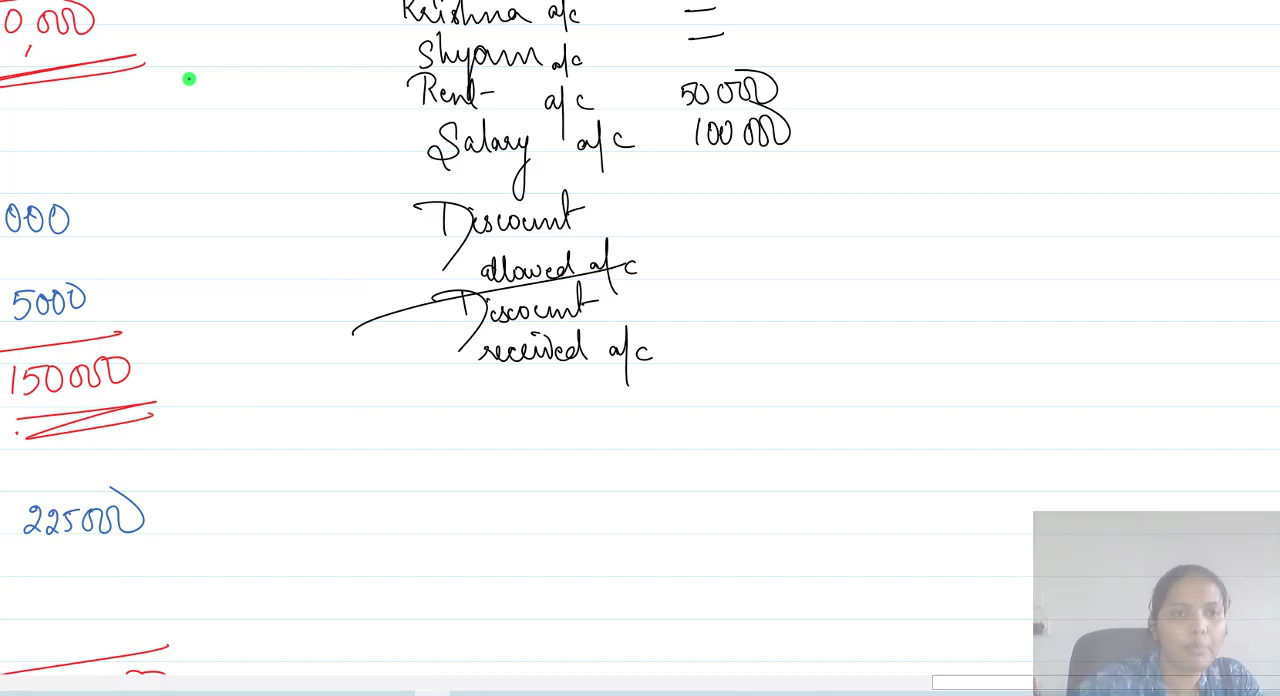 0 000
Krishna a/c —
Shyam a/c —
Rent a/c 50000
Salary a/c 100000
000
Discount
allowed a/c
5000
Discount
received a/c
150000
225000